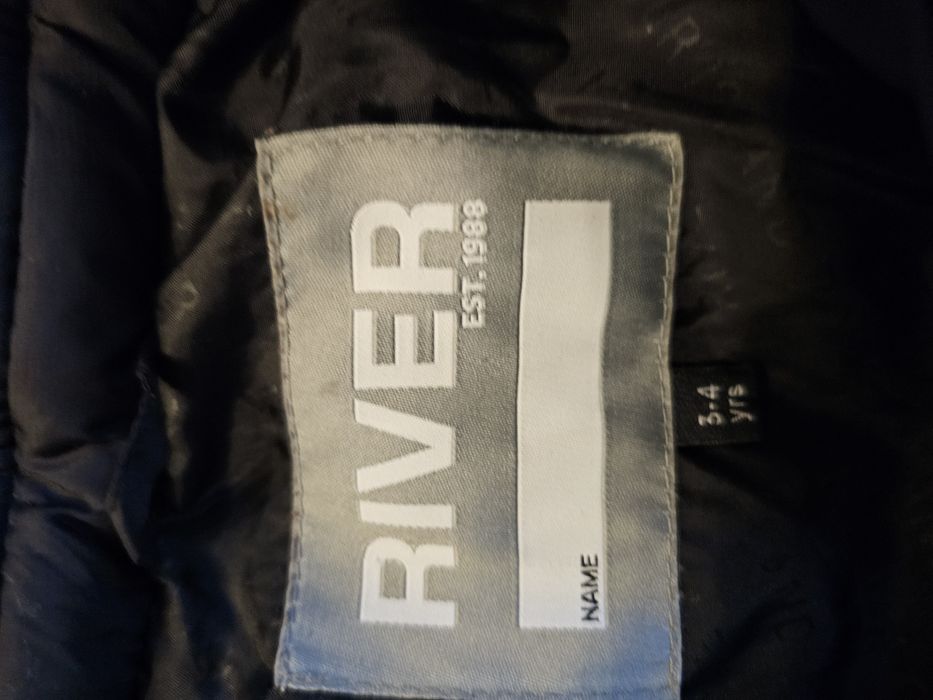 RIVER
EST. 1988
NAME
3-4
yrs